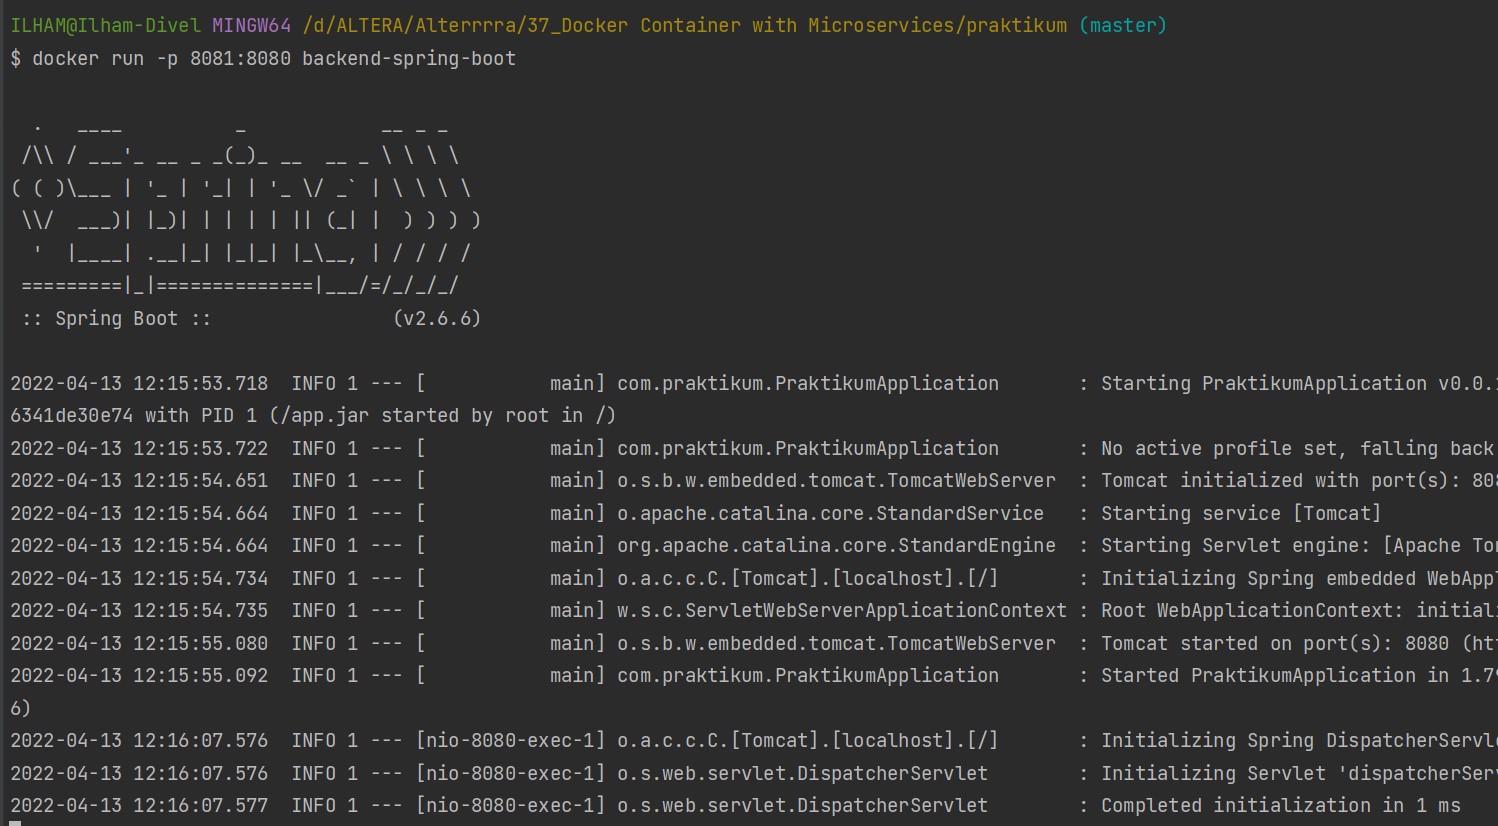 ILHAM@Ilham-Divel MINGW64 /d/ALTERA/Alterrrra/37_Docker Container with Microservices/praktikum (master)
$ docker run -p 8081:8080 backend-spring-boot
  .   ____          _            __ _ _
 /\\ / ___'_ __ _ _(_)_ __  __ _ \ \ \ \
( ( )\___ | '_ | '_| | '_ \/ _` | \ \ \ \
 \\/  ___)| |_)| | | | | || (_| |  ) ) ) )
  '  |____| .__|_| |_|_| |_\__, | / / / /
 =========|_|==============|___/=/_/_/_/
 :: Spring Boot ::                (v2.6.6)
2022-04-13 12:15:53.718  INFO 1 --- [           main] com.praktikum.PraktikumApplication       : Starting PraktikumApplication v0.0.
6341de30e74 with PID 1 (/app.jar started by root in /)
2022-04-13 12:15:53.722  INFO 1 --- [           main] com.praktikum.PraktikumApplication       : No active profile set, falling back
2022-04-13 12:15:54.651  INFO 1 --- [           main] o.s.b.w.embedded.tomcat.TomcatWebServer  : Tomcat initialized with port(s): 80
2022-04-13 12:15:54.664  INFO 1 --- [           main] o.apache.catalina.core.StandardService   : Starting service [Tomcat]
2022-04-13 12:15:54.664  INFO 1 --- [           main] org.apache.catalina.core.StandardEngine  : Starting Servlet engine: [Apache To
2022-04-13 12:15:54.734  INFO 1 --- [           main] o.a.c.c.C.[Tomcat].[localhost].[/]       : Initializing Spring embedded WebApp
2022-04-13 12:15:54.735  INFO 1 --- [           main] w.s.c.ServletWebServerApplicationContext : Root WebApplicationContext: initiali
2022-04-13 12:15:55.080  INFO 1 --- [           main] o.s.b.w.embedded.tomcat.TomcatWebServer  : Tomcat started on port(s): 8080 (ht
2022-04-13 12:15:55.092  INFO 1 --- [           main] com.praktikum.PraktikumApplication       : Started PraktikumApplication in 1.7
6)
2022-04-13 12:16:07.576  INFO 1 --- [nio-8080-exec-1] o.a.c.c.C.[Tomcat].[localhost].[/]       : Initializing Spring DispatcherServl
2022-04-13 12:16:07.576  INFO 1 --- [nio-8080-exec-1] o.s.web.servlet.DispatcherServlet        : Initializing Servlet 'dispatcherSer
2022-04-13 12:16:07.577  INFO 1 --- [nio-8080-exec-1] o.s.web.servlet.DispatcherServlet        : Completed initialization in 1 ms